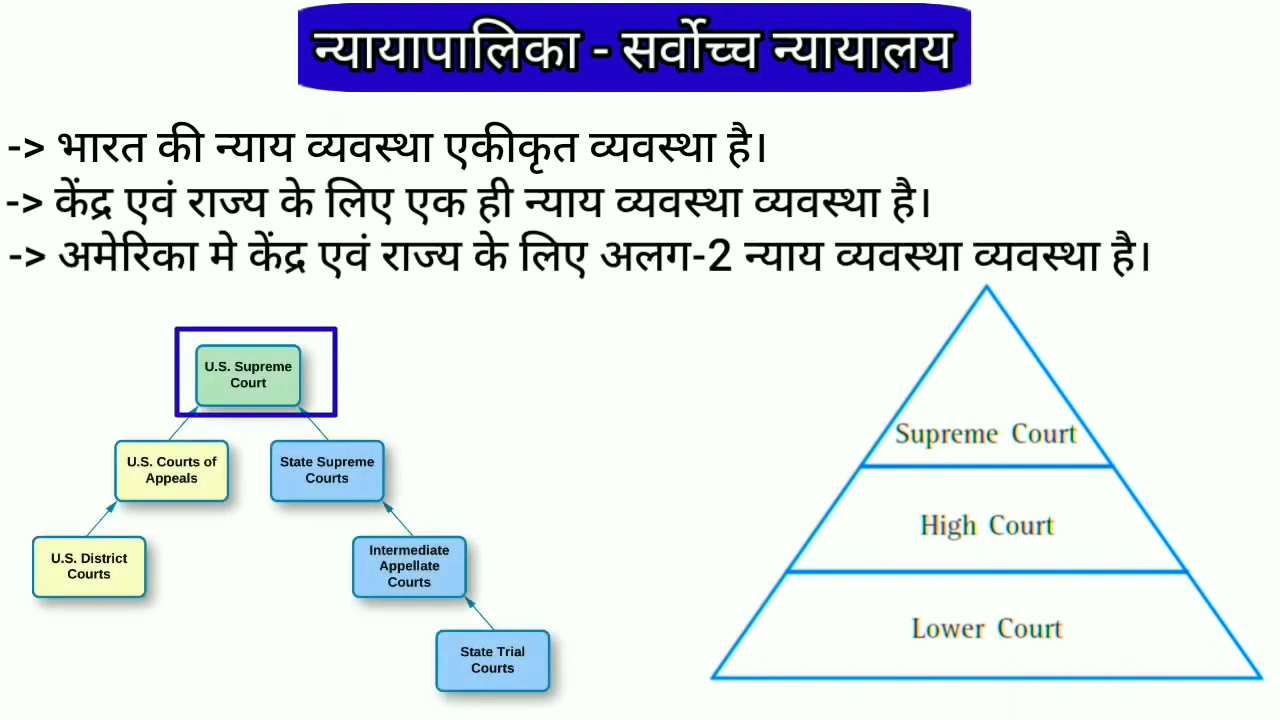 न्यायापालिका - सर्वोच्च न्यायालय
-> भारत की न्याय व्यवस्था एकीकृत व्यवस्था है।
-> केंद्र एवं राज्य के लिए एक ही न्याय व्यवस्था व्यवस्था है।
-> अमेरिका मे केंद्र एवं राज्य के लिए अलग-2 न्याय व्यवस्था व्यवस्था है।
U.S. Supreme
Court
U.S. Courts of
Appeals
State Supreme
Courts
U.S. District
Courts
Intermediate
Appellate
Courts
State Trial
Courts
Supreme Court
High Court
Lower Court